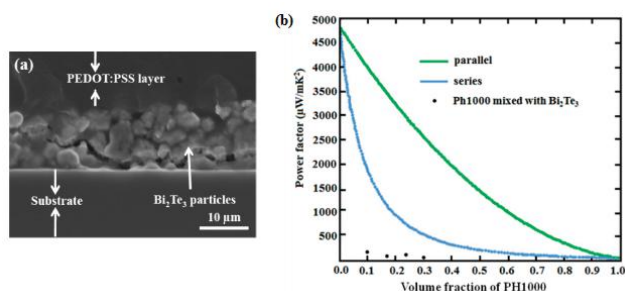 (a)
PEDOT:PSS layer
Substrate
Bi₂Te₃ particles
10 μm
(b)
Power factor (μW/mK²)
5000
4500
4000
3500
3000
2500
2000
1500
1000
500
parallel
series
Ph1000 mixed with Bi₂Te₃
0.0 0.1 0.2 0.3 0.4 0.5 0.6 0.7 0.8 0.9 1.0
Volume fraction of PH1000